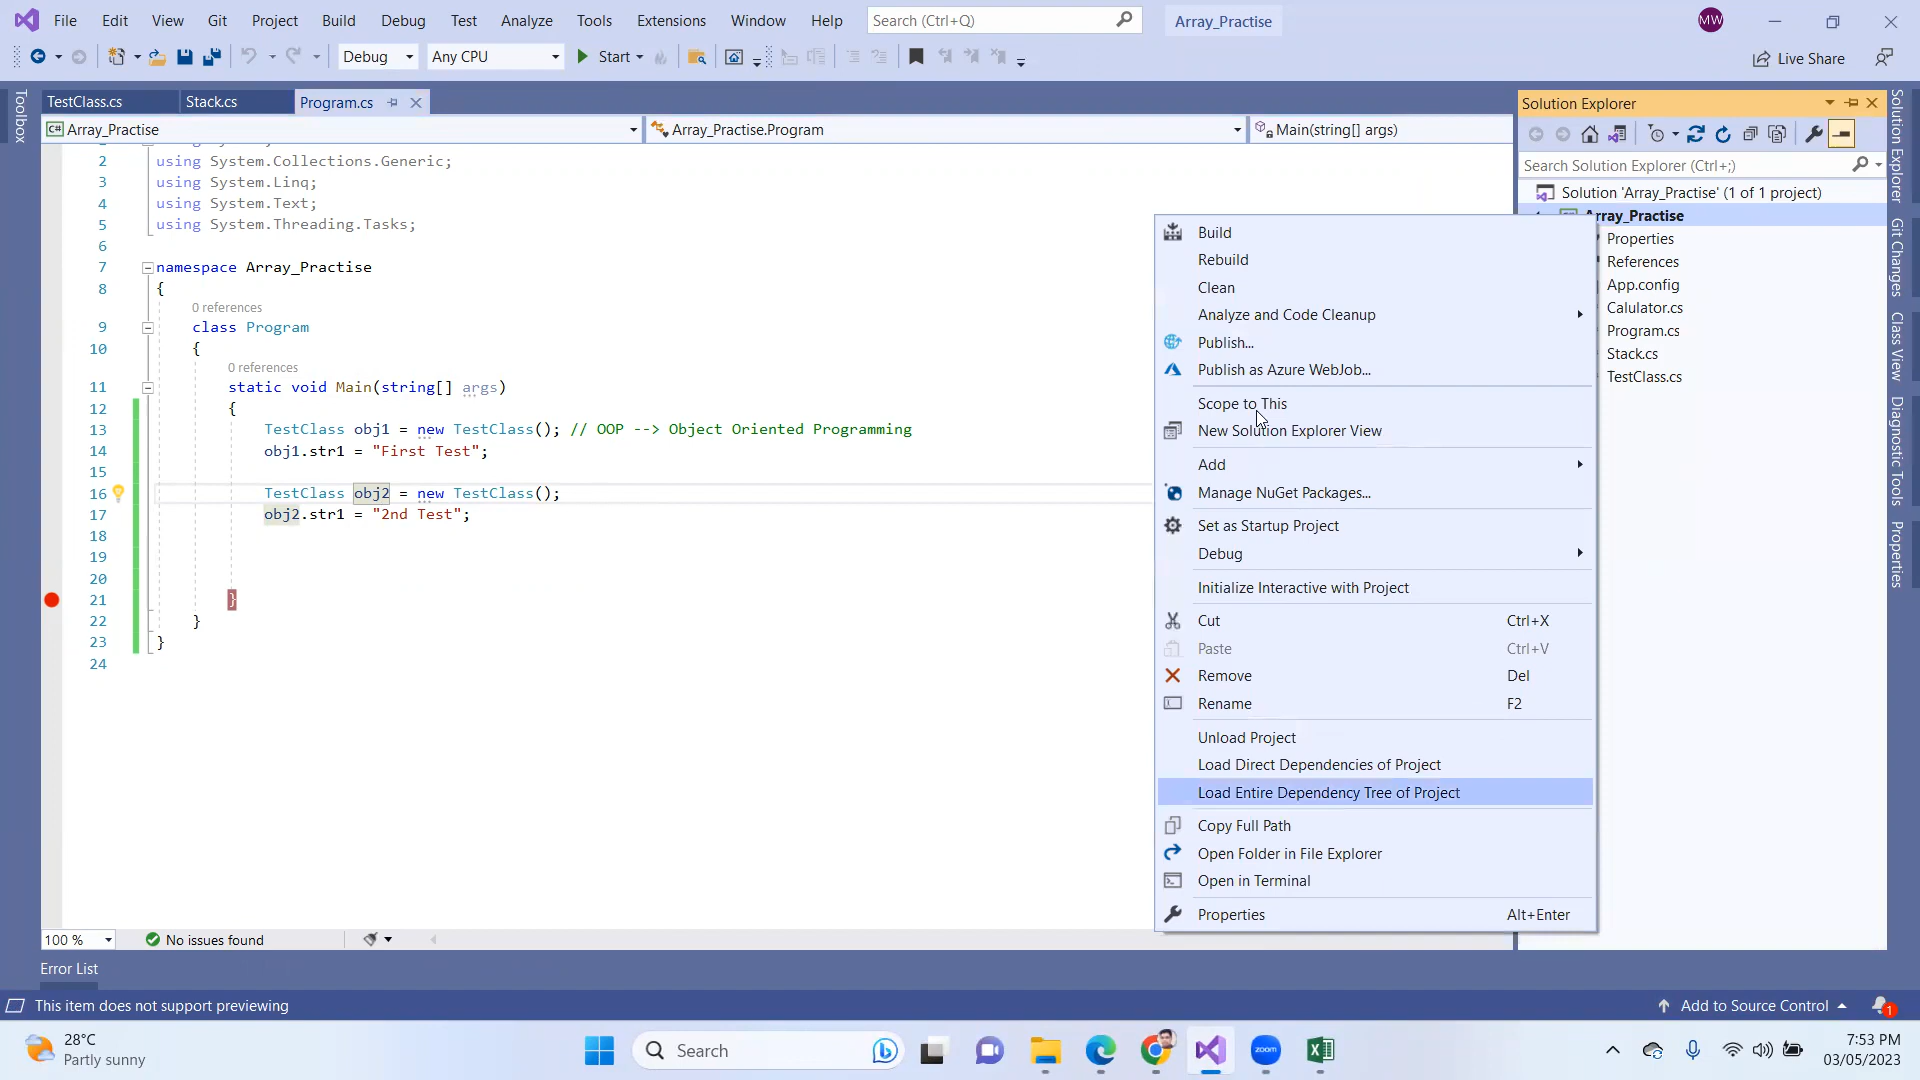 File Edit View Git Project Build Debug Test Analyze Tools Extensions Window Help Search (Ctrl+Q) Array_Practise MW
Debug Any CPU Start Live Share
Toolbox
TestClass.cs Stack.cs Program.cs
Array_Practise Array_Practise.Program Main(string[] args)
2 using System.Collections.Generic;
3 using System.Linq;
4 using System.Text;
5 using System.Threading.Tasks;
6
7 namespace Array_Practise
8 {
0 references
9 class Program
10 {
0 references
11 static void Main(string[] args)
12 {
13 TestClass obj1 = new TestClass(); // OOP --> Object Oriented Programming
14 obj1.str1 = "First Test";
15
16 TestClass obj2 = new TestClass();
17 obj2.str1 = "2nd Test";
18
19
20
21 }
22 }
23 }
24
Build
Rebuild
Clean
Analyze and Code Cleanup
Publish...
Publish as Azure WebJob...
Scope to This
New Solution Explorer View
Add
Manage NuGet Packages...
Set as Startup Project
Debug
Initialize Interactive with Project
Cut Ctrl+X
Paste Ctrl+V
Remove Del
Rename F2
Unload Project
Load Direct Dependencies of Project
Load Entire Dependency Tree of Project
Copy Full Path
Open Folder in File Explorer
Open in Terminal
Properties Alt+Enter
Solution Explorer
Search Solution Explorer (Ctrl+;)
Solution 'Array_Practise' (1 of 1 project)
Array_Practise
Properties
References
App.config
Calulator.cs
Program.cs
Stack.cs
TestClass.cs
Solution Explorer
Git Changes
Class View
Diagnostic Tools
Properties
100 % No issues found
Error List
This item does not support previewing Add to Source Control 1
28°C
Partly sunny
Search
zoom
7:53 PM
03/05/2023